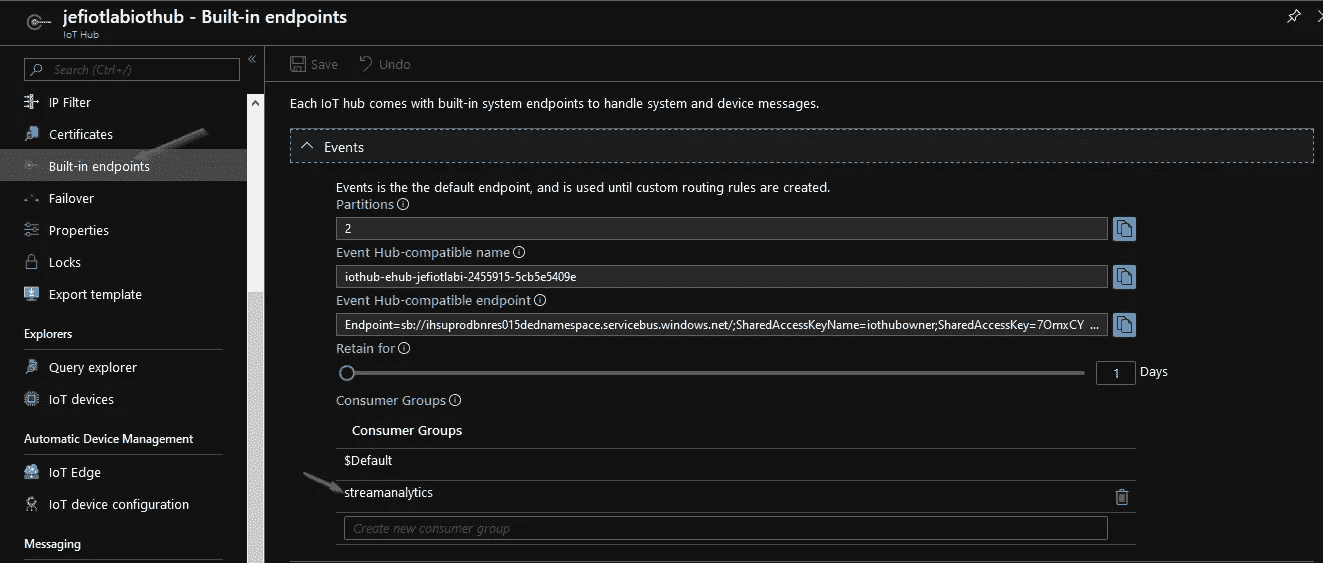 jefiotlabiothub - Built-in endpoints
IoT Hub
Search (Ctrl+/)
IP Filter
Certificates
Built-in endpoints
Failover
Properties
Locks
Export template
Explorers
Query explorer
IoT devices
Automatic Device Management
IoT Edge
IoT device configuration
Messaging
Save
Undo
Each IoT hub comes with built-in system endpoints to handle system and device messages.
Events
Events is the the default endpoint, and is used until custom routing rules are created.
Partitions
2
Event Hub-compatible name
iothub-ehub-jefiotlabi-2455915-5cb5e5409e
Event Hub-compatible endpoint
Endpoint=sb://ihsuprodbnres015dednamespace.servicebus.windows.net/;SharedAccessKeyName=iothubowner;SharedAccessKey=7OmxCY ...
Retain for
1 Days
Consumer Groups
Consumer Groups
$Default
streamanalytics
Create new consumer group